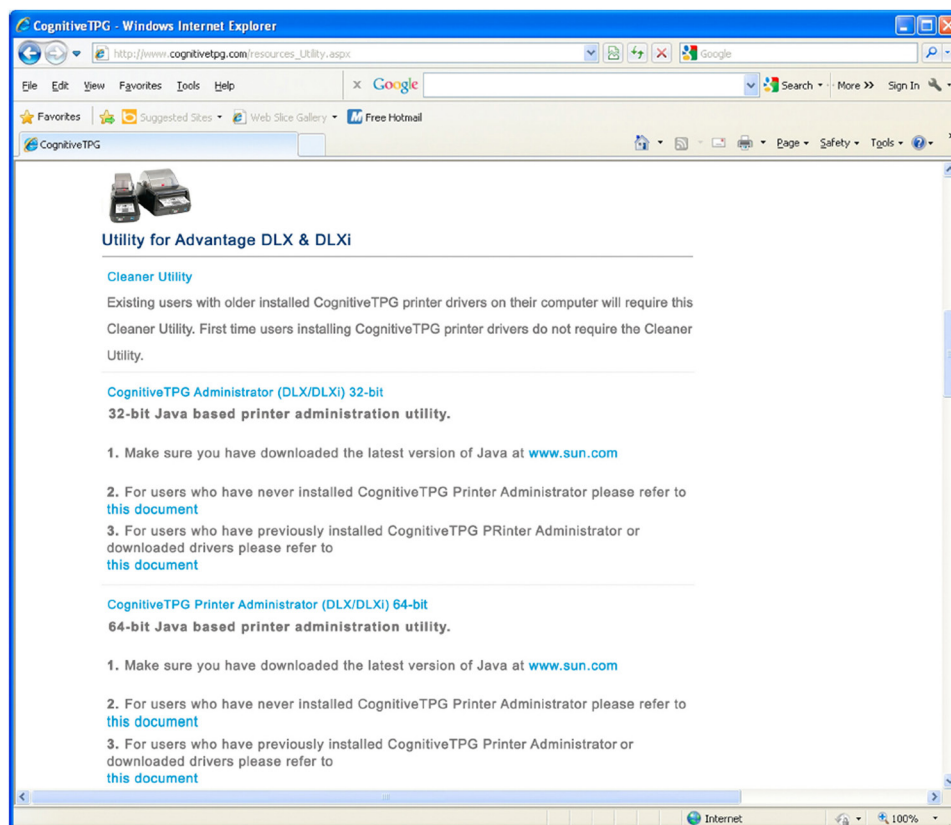 CognitiveTPG - Windows Internet Explorer
http://www.cognitivetpg.com/resources_Utility.aspx
Google
File Edit View Favorites Tools Help
x Google
Search More >> Sign In
Favorites Suggested Sites Web Slice Gallery Free Hotmail
CognitiveTPG
Page Safety Tools
Utility for Advantage DLX & DLXi
Cleaner Utility
Existing users with older installed CognitiveTPG printer drivers on their computer will require this
Cleaner Utility. First time users installing CognitiveTPG printer drivers do not require the Cleaner
Utility.
CognitiveTPG Administrator (DLX/DLXi) 32-bit
32-bit Java based printer administration utility.
1. Make sure you have downloaded the latest version of Java at www.sun.com
2. For users who have never installed CognitiveTPG Printer Administrator please refer to
this document
3. For users who have previously installed CognitiveTPG PRinter Administrator or
downloaded drivers please refer to
this document
CognitiveTPG Printer Administrator (DLX/DLXi) 64-bit
64-bit Java based printer administration utility.
1. Make sure you have downloaded the latest version of Java at www.sun.com
2. For users who have never installed CognitiveTPG Printer Administrator please refer to
this document
3. For users who have previously installed CognitiveTPG Printer Administrator or
downloaded drivers please refer to
this document
Internet 100%